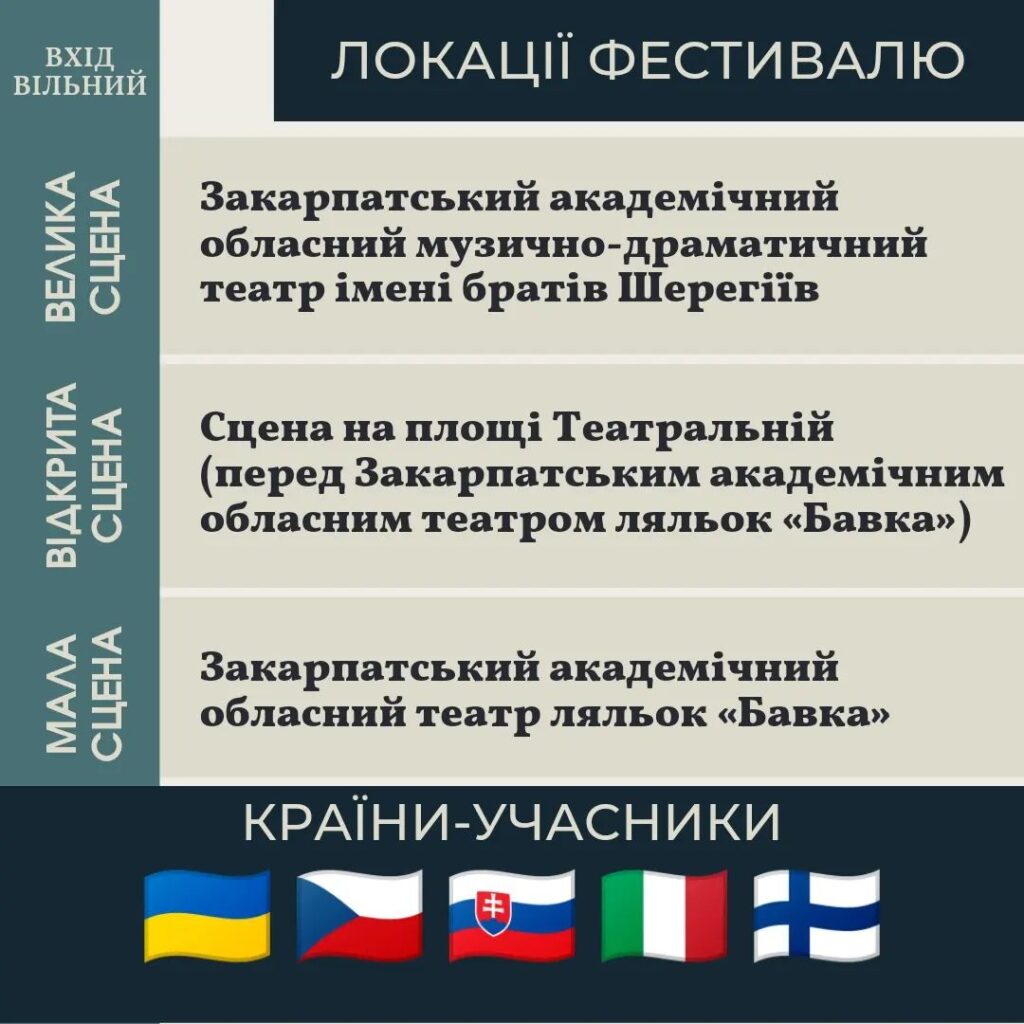 ВХІД
ВІЛЬНИЙ
ЛОКАЦІЇ ФЕСТИВАЛЮ
ВЕЛИКА
СЦЕНА
Закарпатський академічний
обласний музично-драматичний
театр імені братів Шерегіїв
ВІДКРИТА
СЦЕНА
Сцена на площі Театральній
(перед Закарпатським академічним
обласним театром ляльок «Бавка»)
МАЛА
СЦЕНА
Закарпатський академічний
обласний театр ляльок «Бавка»
КРАЇНИ-УЧАСНИКИ